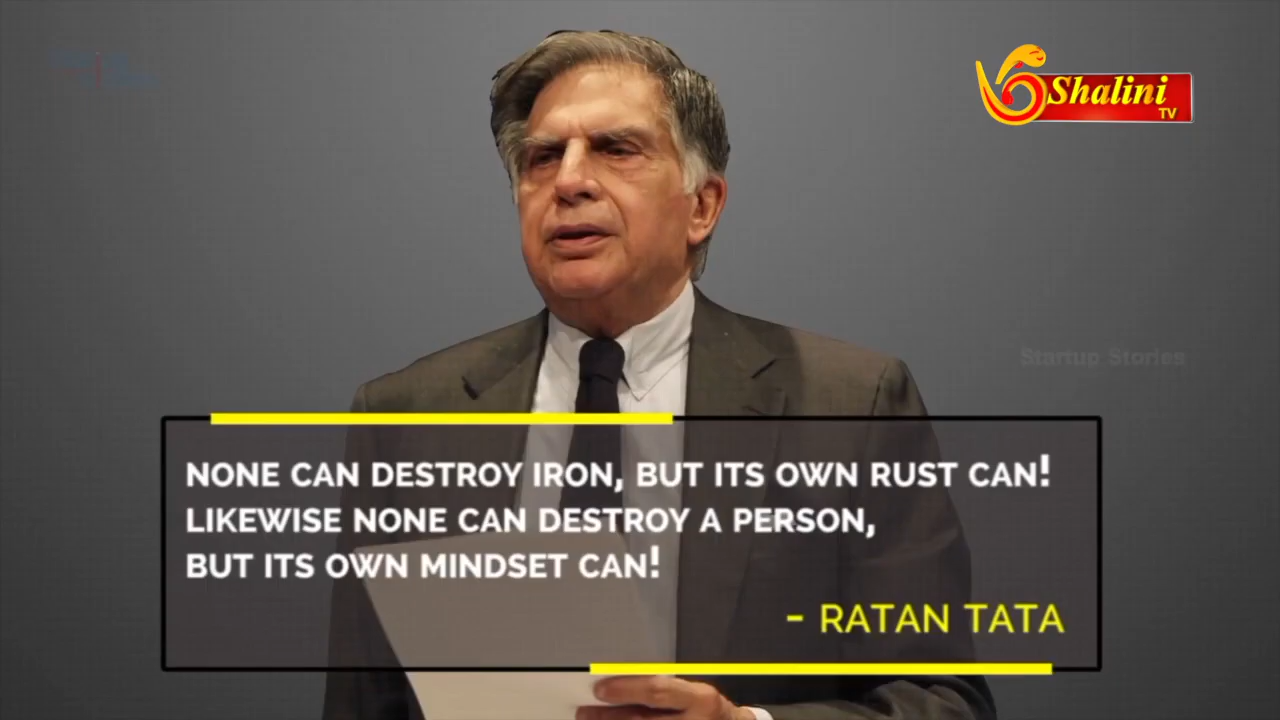 Shalini
TV
Startup Stories
NONE CAN DESTROY IRON, BUT ITS OWN RUST CAN!
LIKEWISE NONE CAN DESTROY A PERSON,
BUT ITS OWN MINDSET CAN!
- RATAN TATA